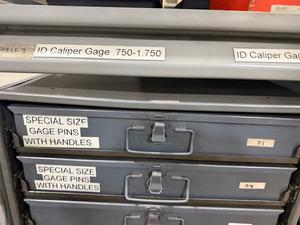 ID Caliper Gage .750-1.750
ID Caliper Gage
SPECIAL SIZE
GAGE PINS
WITH HANDLES
SPECIAL SIZE
GAGE PINS
WITH HANDLES